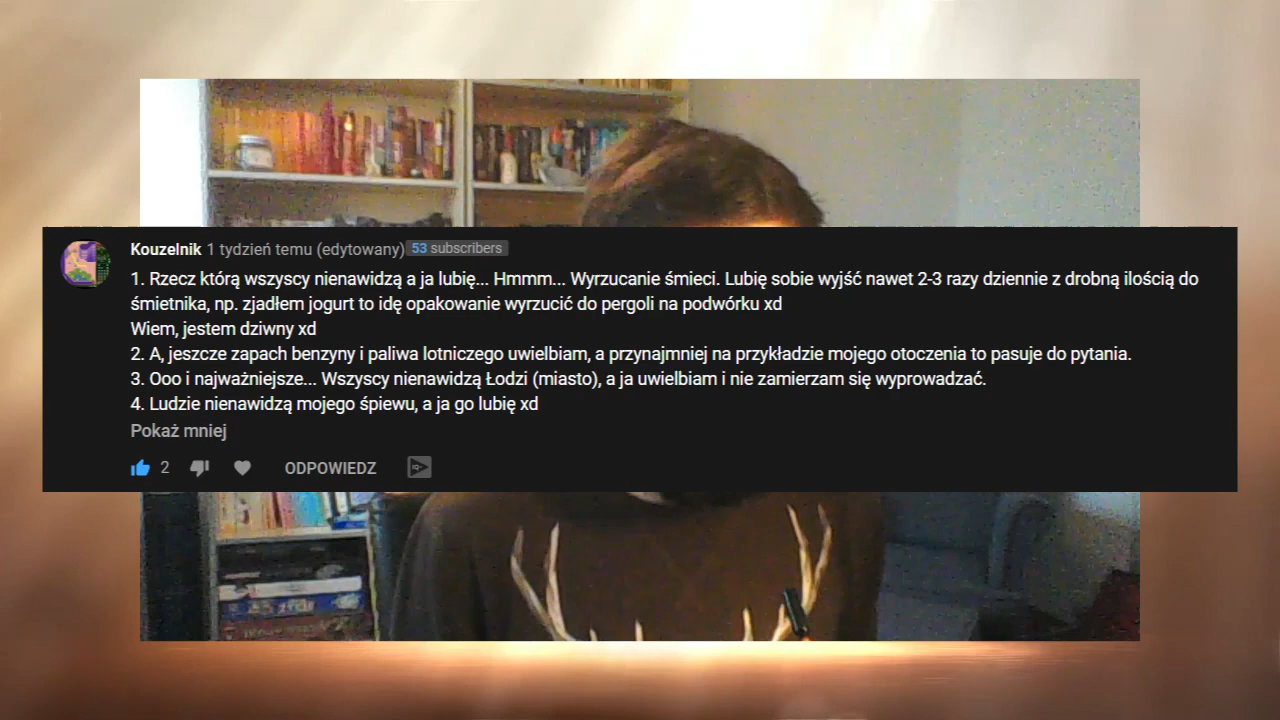 Kouzelnik 1 tydzień temu (edytowany) 53 subscribers
1. Rzecz którą wszyscy nienawidzą a ja lubię... Hmmm... Wyrzucanie śmieci. Lubię sobie wyjść nawet 2-3 razy dziennie z drobną ilością do
śmietnika, np. zjadłem jogurt to idę opakowanie wyrzucić do pergoli na podwórku xd
Wiem, jestem dziwny xd
2. A, jeszcze zapach benzyny i paliwa lotniczego uwielbiam, a przynajmniej na przykładzie mojego otoczenia to pasuje do pytania.
3. Ooo i najważniejsze... Wszyscy nienawidzą Łodzi (miasto), a ja uwielbiam i nie zamierzam się wyprowadzać.
4. Ludzie nienawidzą mojego śpiewu, a ja go lubię xd
Pokaż mniej
2 ODPOWIEDZ